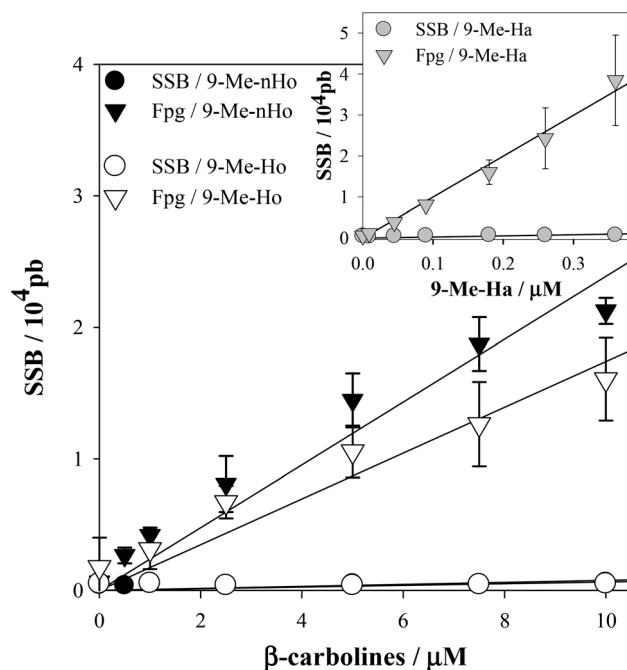 SSB / 9-Me-nHo
Fpg / 9-Me-nHo
SSB / 9-Me-Ho
Fpg / 9-Me-Ho
4
3
2
1
0
SSB / 10⁴pb
0 2 4 6 8 10
β-carbolines / μM
SSB / 9-Me-Ha
Fpg / 9-Me-Ha
5
4
3
2
1
0
SSB / 10⁴pb
0.0 0.1 0.2 0.3
9-Me-Ha / μM